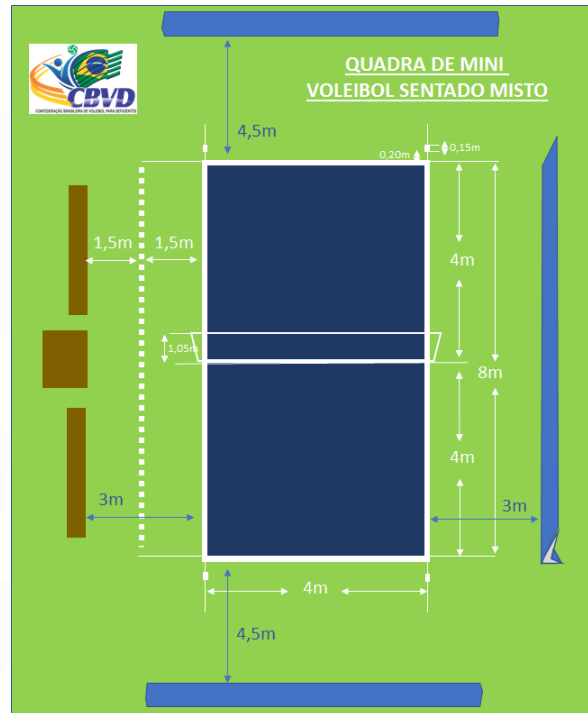 QUADRA DE MINI
VOLEIBOL SENTADO MISTO
CBVD
CONFEDERAÇÃO BRASILEIRA DE VOLEIBOL PARA DEFICIENTES
4,5m
0,15m
0,20m
1,5m
1,5m
4m
1,05m
8m
4m
3m
3m
4m
4,5m